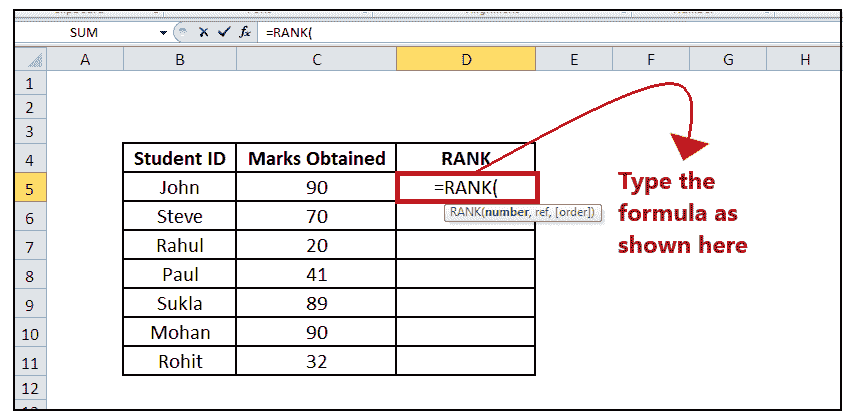 SUM fx =RANK(
A B C D E F G H
1
2
3
4 Student ID Marks Obtained RANK
5 John 90 =RANK(
6 Steve 70
RANK(number, ref, [order])
7 Rahul 20
8 Paul 41
9 Sukla 89
10 Mohan 90
11 Rohit 32
12
Type the
formula as
shown here